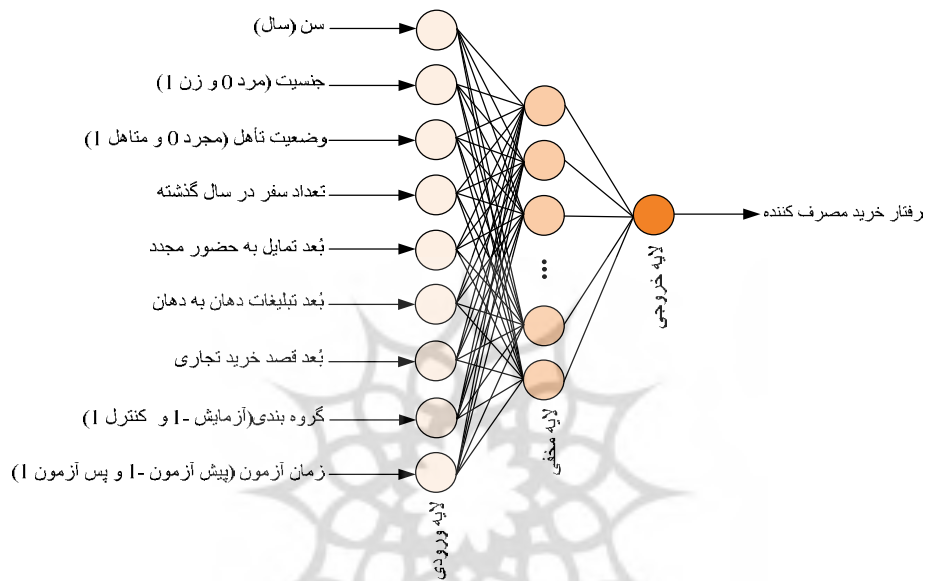 سن (سال)
جنسیت (مرد 0 و زن 1)
وضعیت تأهل (مجرد 0 و متاهل 1)
تعداد سفر در سال گذشته
بُعد تمایل به حضور مجدد
بُعد تبلیغات دهان به دهان
بُعد قصد خرید تجاری
گروه بندی(آزمایش -1 و کنترل 1)
زمان آزمون (پیش آزمون -1 و پس آزمون 1)
لایه ورودی
...
لایه مخفی
لایه خروجی
رفتار خرید مصرف کننده